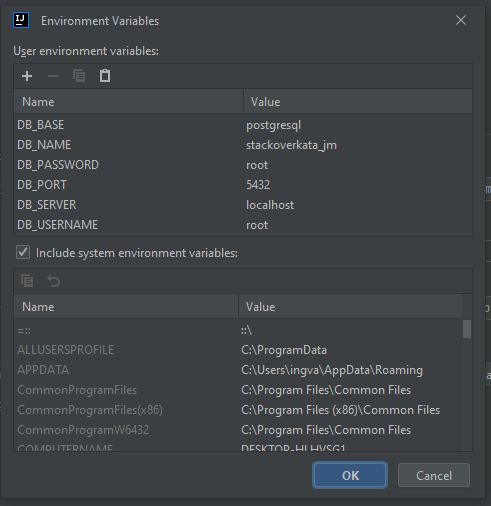 IJ Environment Variables
User environment variables:
Name Value
DB_BASE postgresql
DB_NAME stackoverkata_jm
DB_PASSWORD root
DB_PORT 5432
DB_SERVER localhost
DB_USERNAME root
Include system environment variables:
Name Value
=:: ::\
ALLUSERSPROFILE C:\ProgramData
APPDATA C:\Users\ingva\AppData\Roaming
CommonProgramFiles C:\Program Files\Common Files
CommonProgramFiles(x86) C:\Program Files (x86)\Common Files
CommonProgramW6432 C:\Program Files\Common Files
COMPUTERNAME
OK Cancel